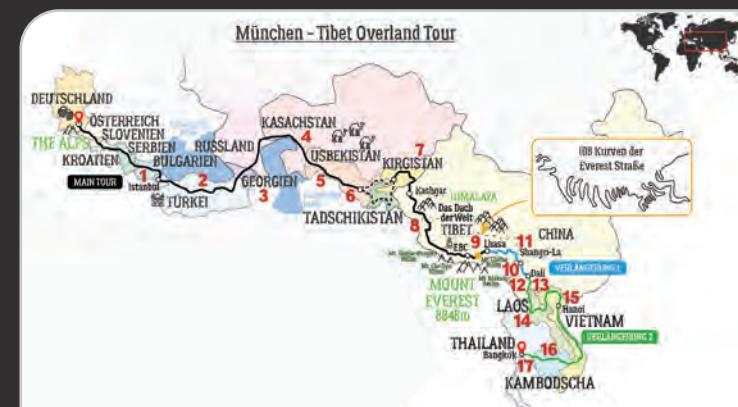 München - Tibet Overland Tour
DEUTSCHLAND
ÖSTERREICH
SLOVENIEN
SERBIEN
BULGARIEN
THE ALPS
KROATIEN
MAIN TOUR
1
Istanbul
2
TÜRKEI
RUSSLAND
GEORGIEN
3
KASACHSTAN
4
USBEKISTAN
5
6
TADSCHIKISTAN
7
KIRGISTAN
Kashgar
8
HIMALAYA
Das Dach
der Welt
TIBET
9
EBC
Lhasa
MOUNT
EVEREST
8848m
108 Kurven der
Everest Straße
CHINA
11
Shangri-La
10
VERLÄNGERUNG 1
Dali
12
13
LAOS
14
15
Hanoi
VIETNAM
VERLÄNGERUNG 2
THAILAND
Bangkok
16
17
KAMBODSCHA